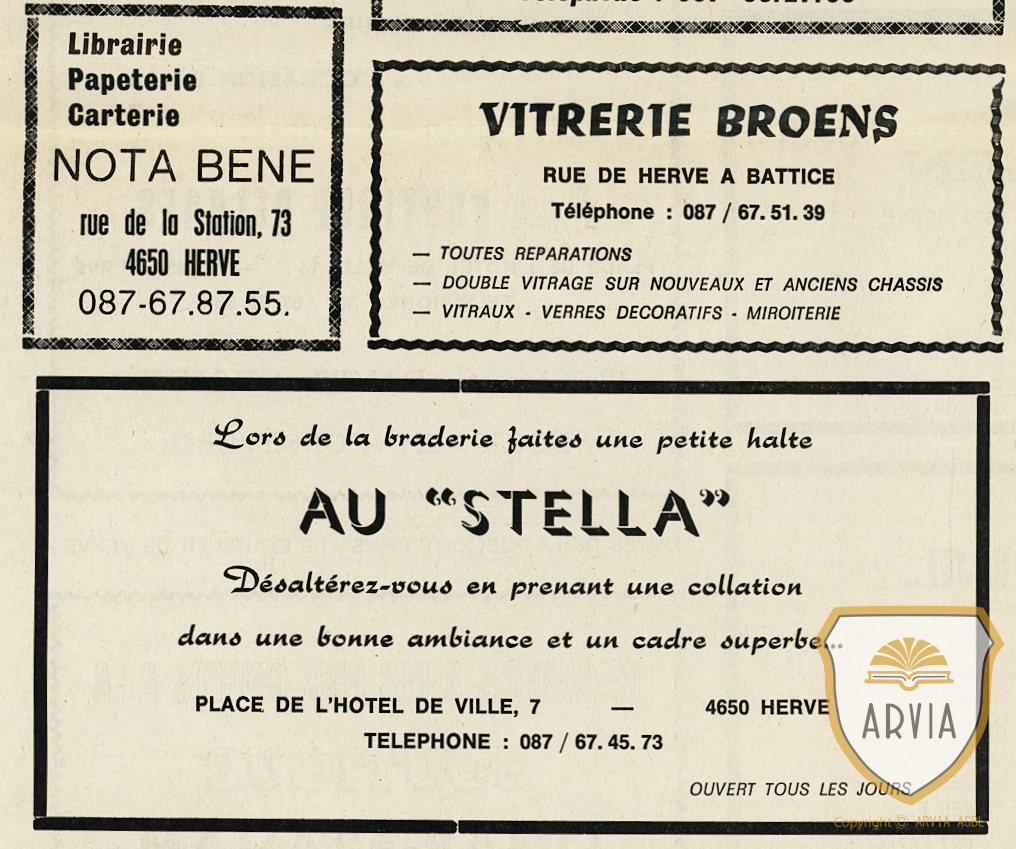 Librairie
Papeterie
Carterie
NOTA BENE
rue de la Station, 73
4650 HERVE
087-67.87.55.
VITRERIE BROENS
RUE DE HERVE A BATTICE
Téléphone : 087 / 67. 51. 39
— TOUTES REPARATIONS
— DOUBLE VITRAGE SUR NOUVEAUX ET ANCIENS CHASSIS
— VITRAUX - VERRES DECORATIFS - MIROITERIE
Lors de la braderie faites une petite halte
AU “STELLA”
Désaltérez-vous en prenant une collation
dans une bonne ambiance et un cadre superbe...
PLACE DE L'HOTEL DE VILLE, 7 — 4650 HERVE
TELEPHONE : 087 / 67. 45. 73
OUVERT TOUS LES JOURS
ARVIA
Copyright © ARVIA ASBL